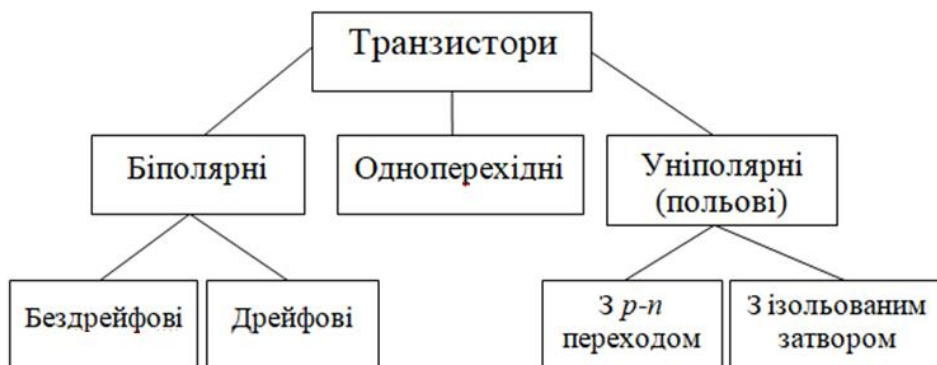 Транзистори
Біполярні
Одноперехідні
Уніполярні
(польові)
Бездрейфові
Дрейфові
З p-n
переходом
З ізольованим
затвором